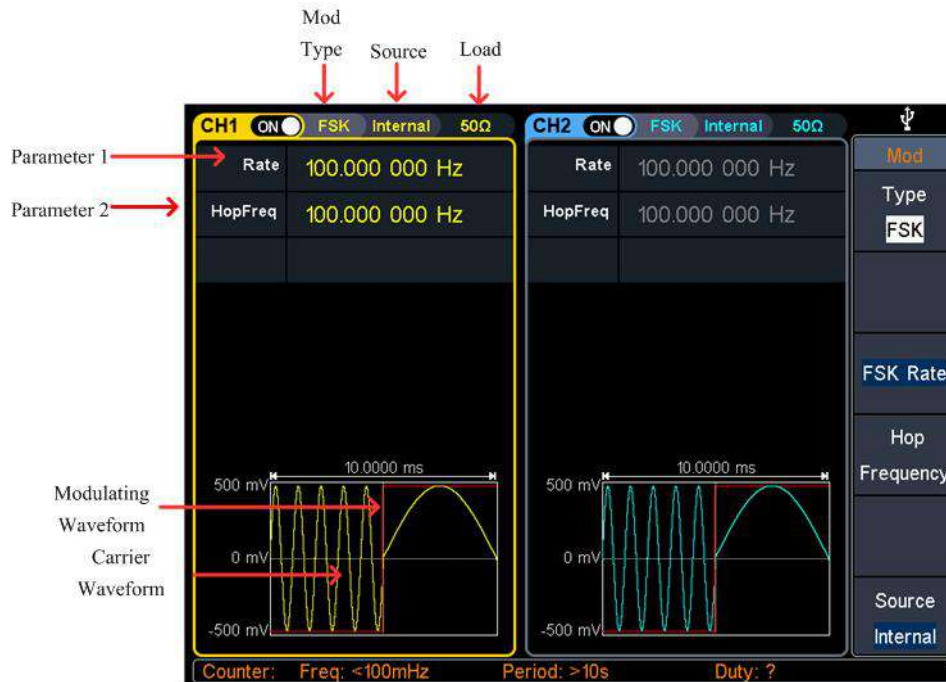 Mod
Type
Source
Load
CH1 ON FSK Internal 50Ω
CH2 ON FSK Internal 50Ω
Parameter 1
Rate 100.000 000 Hz
Rate 100.000 000 Hz
Parameter 2
HopFreq 100.000 000 Hz
HopFreq 100.000 000 Hz
Mod
Type
FSK
FSK Rate
Hop
Frequency
Source
Internal
10.0000 ms
500 mV
0 mV
-500 mV
10.0000 ms
500 mV
0 mV
-500 mV
Modulating
Waveform
Carrier
Waveform
Counter: Freq: <100mHz Period: >10s Duty: ?